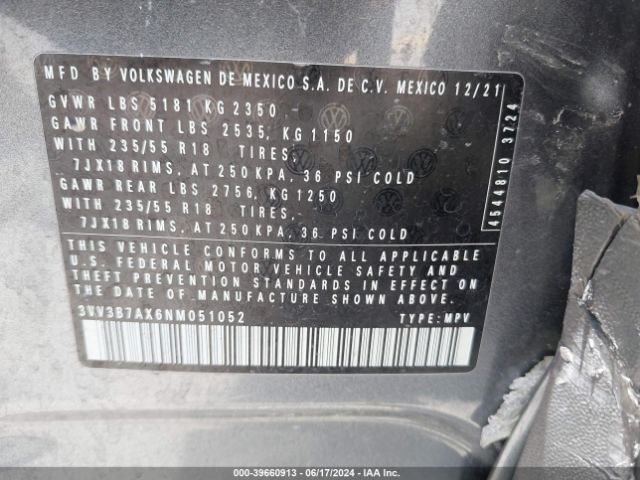 MFD BY VOLKSWAGEN DE MEXICO S.A. DE C.V. MEXICO 12/21
GVWR LBS 5181 KG 2350
GAWR FRONT LBS 2535, KG 1150
WITH 235/55 R18 TIRES,
7JX18 RIMS, AT 250 KPA, 36 PSI COLD
GAWR REAR LBS 2756, KG 1250
WITH 235/55 R18 TIRES,
7JX18 RIMS, AT 250 KPA, 36 PSI COLD
4544810 3724
THIS VEHICLE CONFORMS TO ALL APPLICABLE
U.S. FEDERAL MOTOR VEHICLE SAFETY AND
THEFT PREVENTION STANDARDS IN EFFECT ON
THE DATE OF MANUFACTURE SHOWN ABOVE.
3VV3B7AX6NM051052 TYPE: MPV
000-39660913 - 06/17/2024 - IAA Inc.